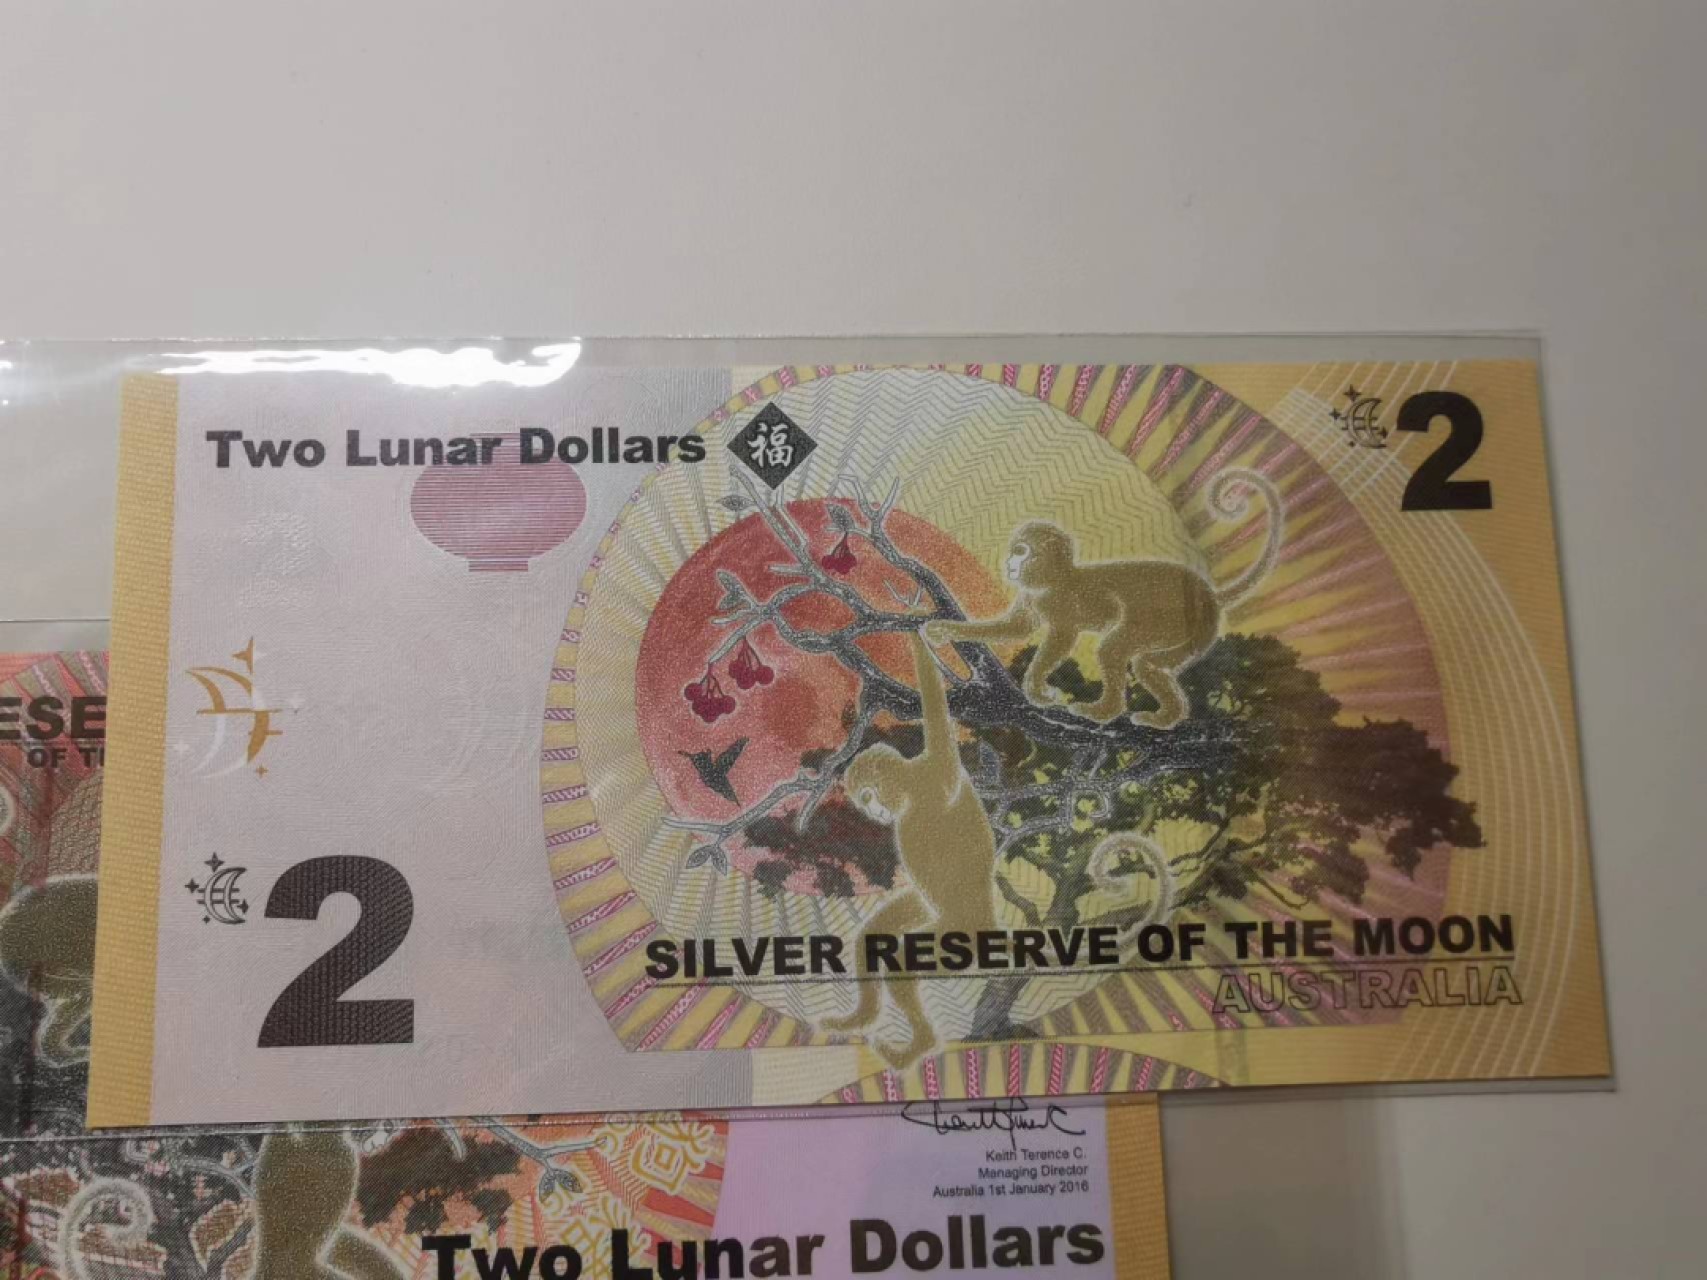 Two Lunar Dollars 福
2
2
SILVER RESERVE OF THE MOON
AUSTRALIA
ESE
OF T
Keith Terence C.
Managing Director
Australia 1st January 2016
Two Lunar Dollars